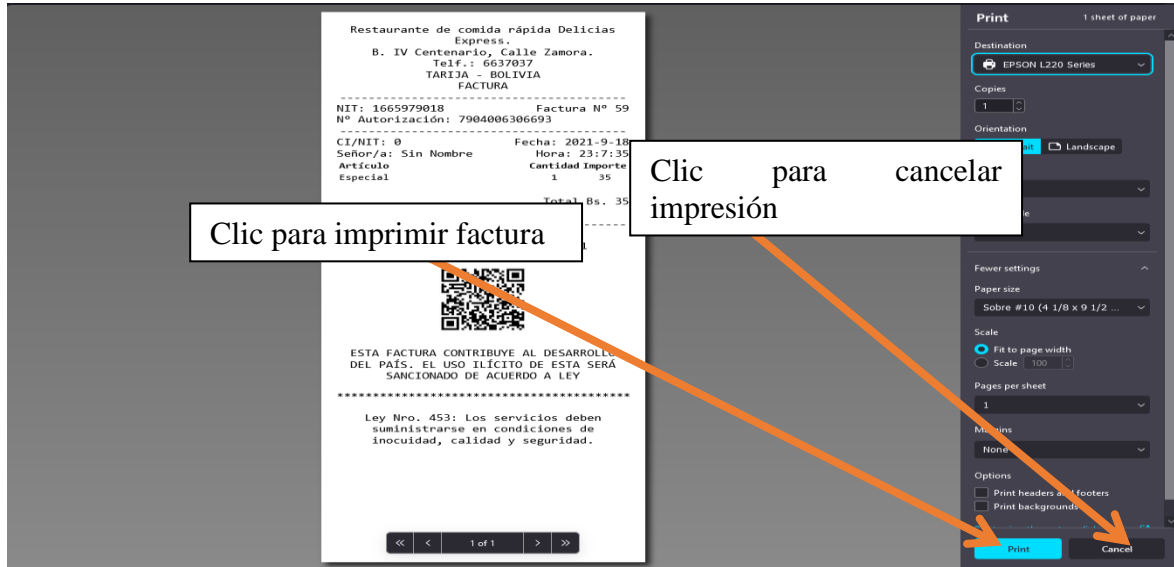 Restaurante de comida rápida Delicias
Express.
B. IV Centenario, Calle Zamora.
Telf.: 6637037
TARIJA - BOLIVIA
FACTURA
NIT: 1665979018 Factura Nº 59
Nº Autorización: 7904006306693
CI/NIT: 0 Fecha: 2021-9-18
Señor/a: Sin Nombre Hora: 23:7:35
Artículo Cantidad Importe
Especial 1 35
Total Bs. 35
Clic para imprimir factura
Clic para cancelar
impresión
ESTA FACTURA CONTRIBUYE AL DESARROLLO
DEL PAÍS. EL USO ILÍCITO DE ESTA SERÁ
SANCIONADO DE ACUERDO A LEY
*****************************************
Ley Nro. 453: Los servicios deben
suministrarse en condiciones de
inocuidad, calidad y seguridad.
1 of 1
Print 1 sheet of paper
Destination
EPSON L220 Series
Copies
1
Orientation
Landscape
Fewer settings
Paper size
Sobre #10 (4 1/8 x 9 1/2 ...
Scale
Fit to page width
Scale 100
Pages per sheet
1
Margins
None
Options
Print headers and footers
Print backgrounds
Print Cancel